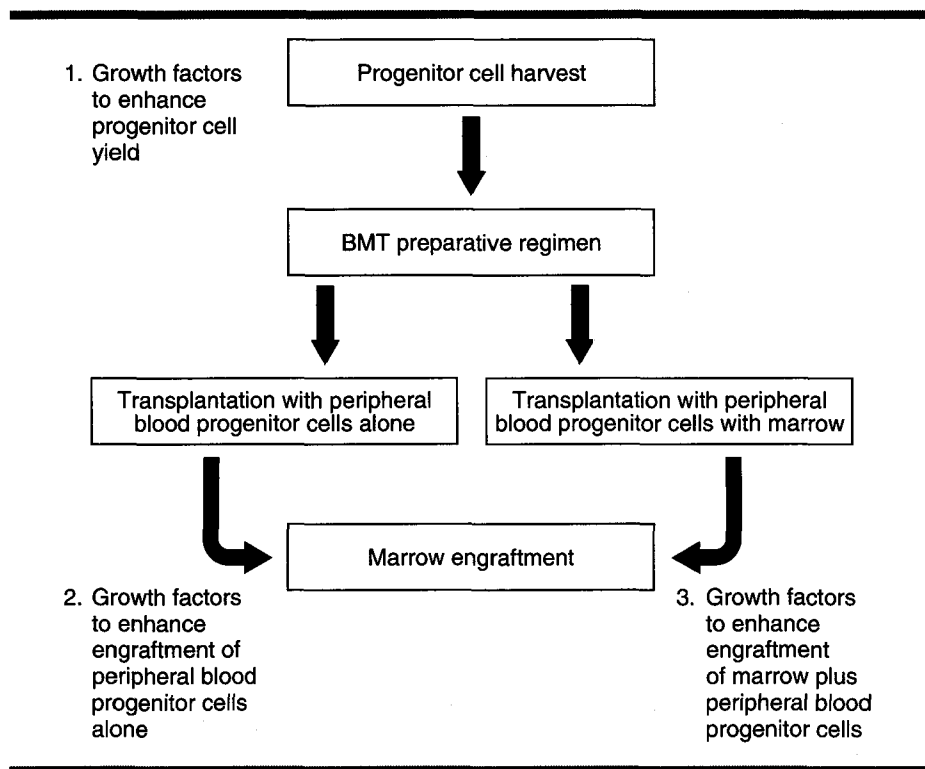 1. Growth factors
to enhance
progenitor cell
yield
Progenitor cell harvest
BMT preparative regimen
Transplantation with peripheral
blood progenitor cells alone
Transplantation with peripheral
blood progenitor cells with marrow
Marrow engraftment
2. Growth factors
to enhance
engraftment of
peripheral blood
progenitor cells
alone
3. Growth factors
to enhance
engraftment
of marrow plus
peripheral blood
progenitor cells